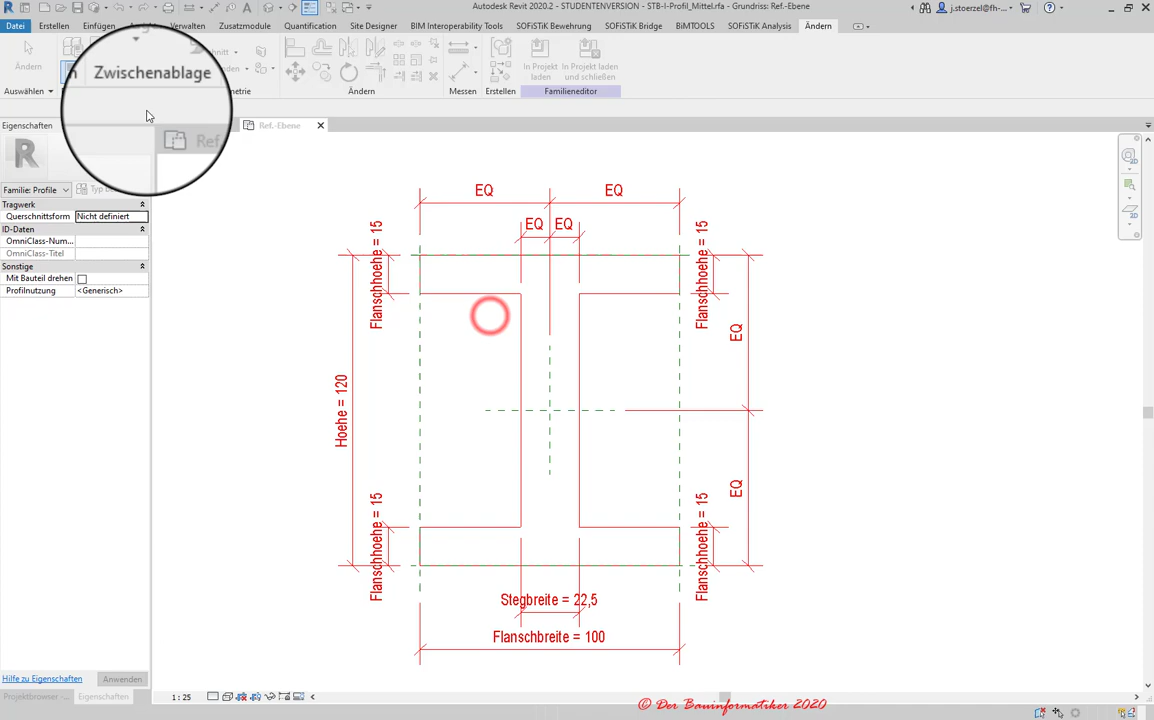 Autodesk Revit 2020.2 - STUDENTENVERSION - STB-I-Profil_Mittel.rfa - Grundriss: Ref.-Ebene
j.stoerzel@fh-...
Datei Erstellen Einfügen Verwalten Zusatzmodule Quantification Site Designer BIM Interoperability Tools SOFiSTiK Bewehrung SOFiSTiK Bridge BiMTOOLS SOFiSTiK Analysis Ändern
Ändern
In Projekt laden
In Projekt laden und schließen
Auswählen
Zwischenablage
Ändern Messen Erstellen Familieneditor
Eigenschaften
Ref.-Ebene
Ref.
Familie: Profile
Tragwerk
Querschnittsform Nicht definiert
ID-Daten
OmniClass-Num...
OmniClass-Titel
Sonstige
Mit Bauteil drehen
Profilnutzung <Generisch>
EQ EQ
EQ EQ
Flanschhoehe = 15
Flanschhoehe = 15
EQ
Hoehe = 120
EQ
Flanschhoehe = 15
Flanschhoehe = 15
Stegbreite = 22,5
Flanschbreite = 100
Hilfe zu Eigenschaften Anwenden
Projektbrowser -... Eigenschaften
1 : 25
© Der Bauinformatiker 2020